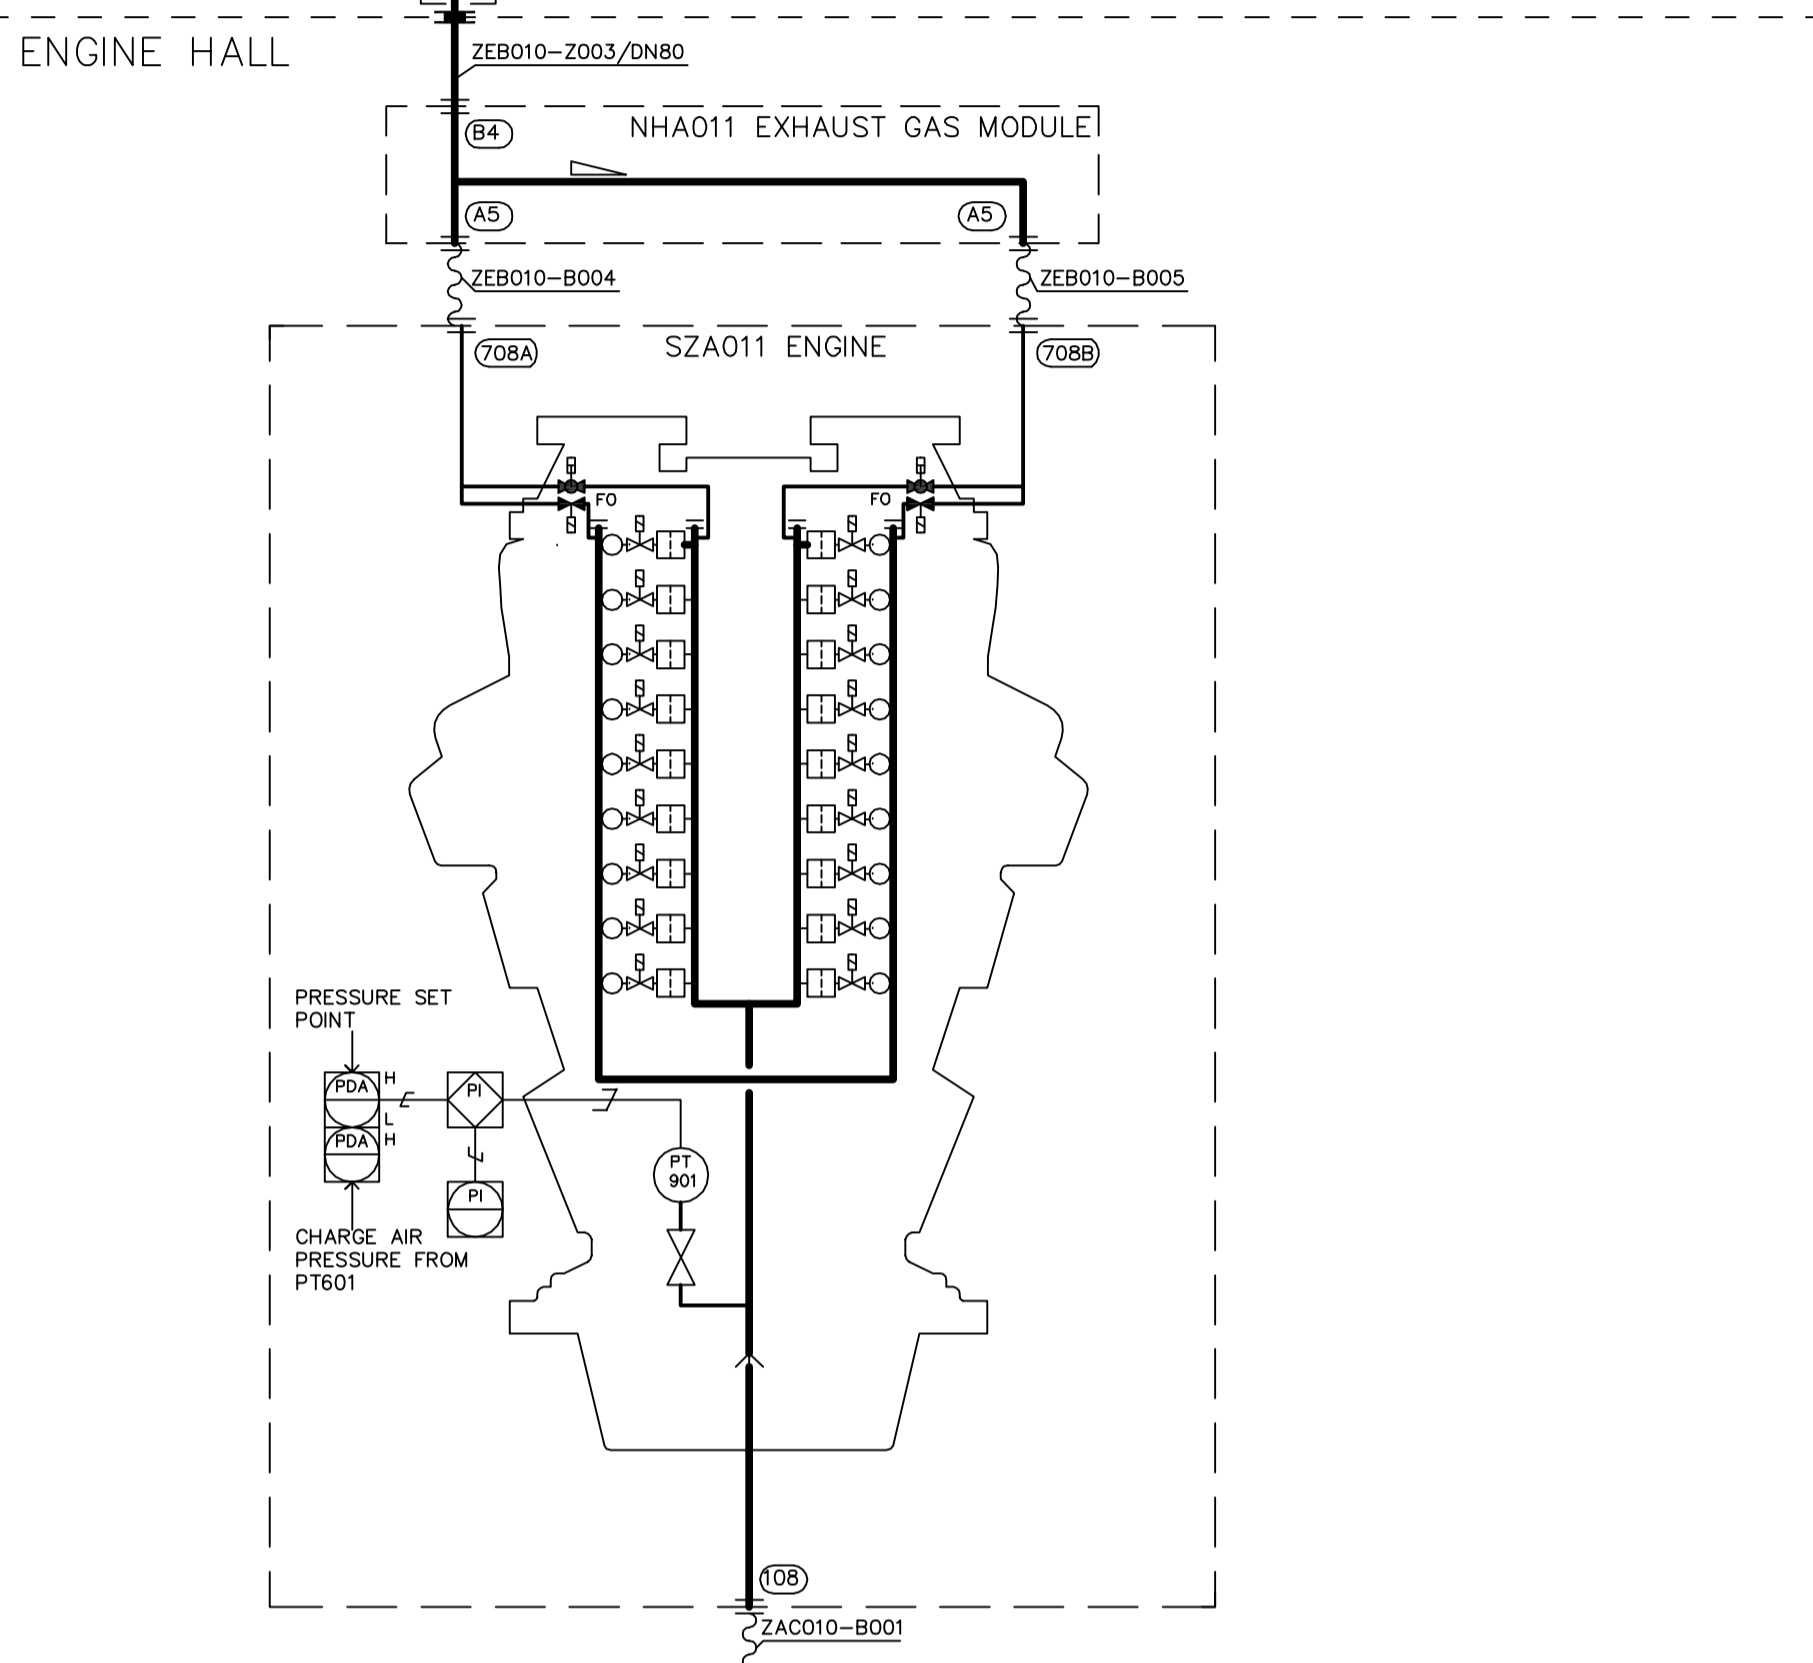 ENGINE HALL
ZEB010-Z003/DN80
B4
NHA011 EXHAUST GAS MODULE
A5
A5
ZEB010-B004
ZEB010-B005
708A
SZA011 ENGINE
708B
FO
FO
PRESSURE SET
POINT
PDA
H
PI
L
PDA
H
PT
901
PI
CHARGE AIR
PRESSURE FROM
PT601
108
ZAC010-B001